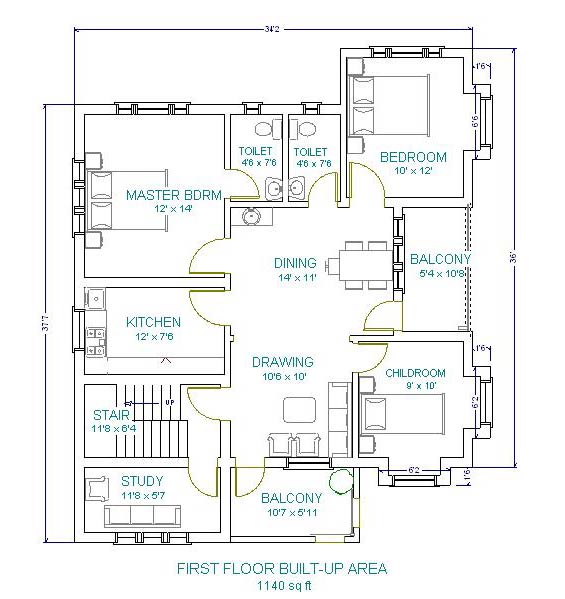 34'2
1'6
6'6
TOILET
4'6 x 7'6
TOILET
4'6 x 7'6
BEDROOM
10' x 12'
MASTER BDRM
12' x 14'
DINING
14' x 11'
BALCONY
5'4 x 10'8
36'
37'7
KITCHEN
12' x 7'6
DRAWING
10'6 x 10'
1'6
CHILDROOM
9' x 10'
6'2
UP
STAIR
11'8 x 6'4
6'2
1'6
STUDY
11'8 x 5'7
BALCONY
10'7 x 5'11
FIRST FLOOR BUILT-UP AREA
1140 sq ft